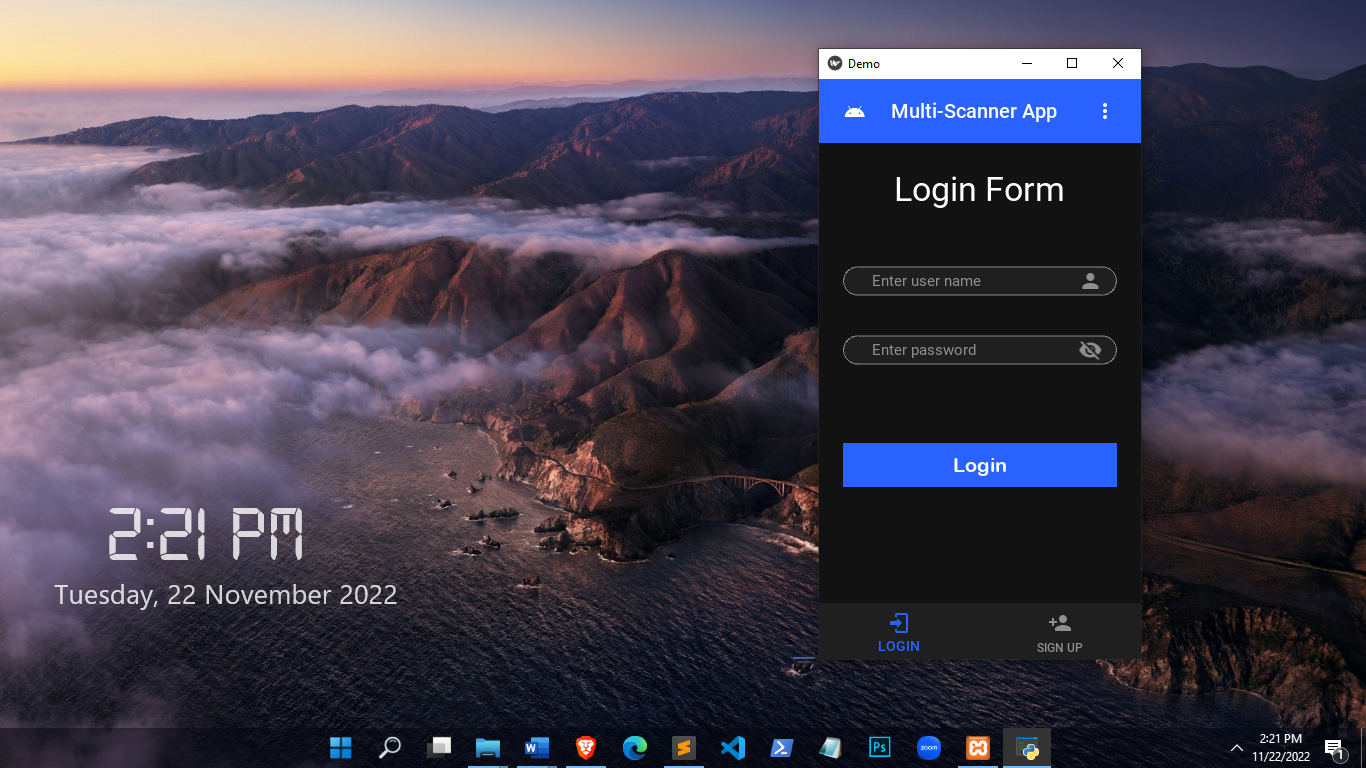 Demo
Multi-Scanner App
Login Form
Enter user name
Enter password
Login
LOGIN
SIGN UP
2:21 PM
Tuesday, 22 November 2022
W
Ps
zoom
2:21 PM
11/22/2022
1